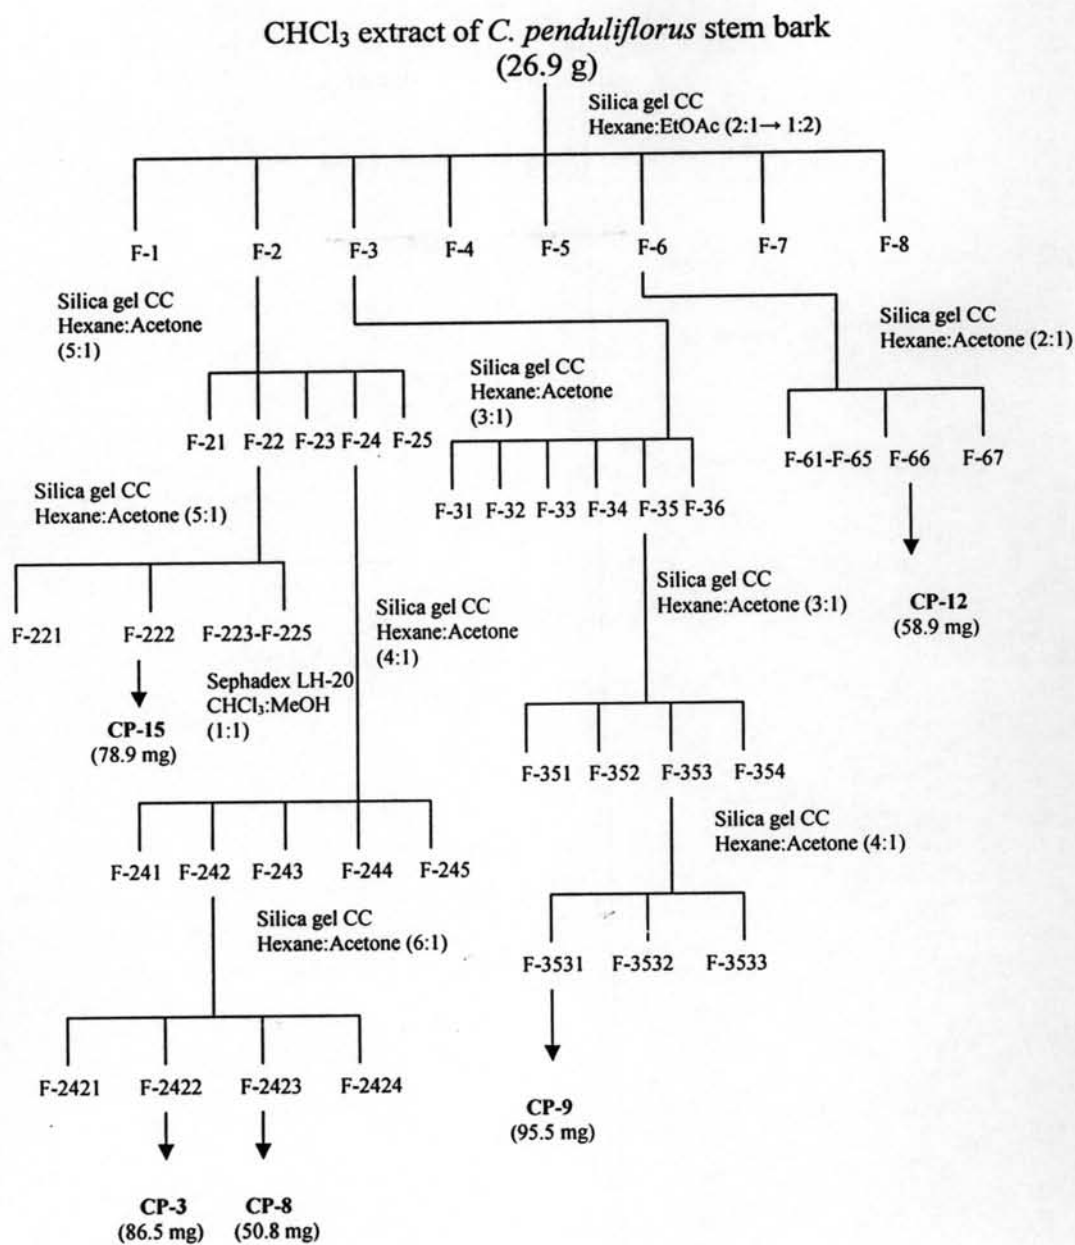 CHCl₃ extract of C. penduliflorus stem bark
(26.9 g)
Silica gel CC
Hexane:EtOAc (2:1→ 1:2)
F-1 F-2 F-3 F-4 F-5 F-6 F-7 F-8
Silica gel CC
Hexane:Acetone
(5:1)
Silica gel CC
Hexane:Acetone (2:1)
Silica gel CC
Hexane:Acetone
(3:1)
F-21 F-22 F-23 F-24 F-25
F-61-F-65 F-66 F-67
Silica gel CC
Hexane:Acetone (5:1)
F-31 F-32 F-33 F-34 F-35 F-36
Silica gel CC
Hexane:Acetone
(4:1)
Silica gel CC
Hexane:Acetone (3:1)
CP-12
(58.9 mg)
F-221 F-222 F-223-F-225
Sephadex LH-20
CHCl₃:MeOH
(1:1)
CP-15
(78.9 mg)
F-351 F-352 F-353 F-354
Silica gel CC
Hexane:Acetone (4:1)
F-241 F-242 F-243 F-244 F-245
Silica gel CC
Hexane:Acetone (6:1)
F-3531 F-3532 F-3533
F-2421 F-2422 F-2423 F-2424
CP-9
(95.5 mg)
CP-3 CP-8
(86.5 mg) (50.8 mg)